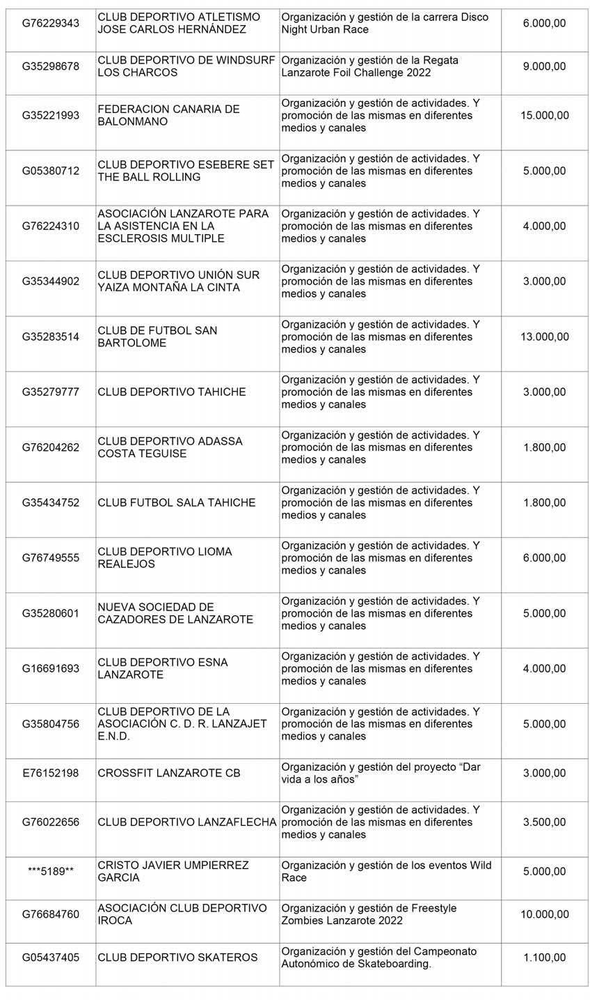 G76229343
CLUB DEPORTIVO ATLETISMO
JOSE CARLOS HERNÁNDEZ
Organización y gestión de la carrera Disco
Night Urban Race
6.000,00
G35298678
CLUB DEPORTIVO DE WINDSURF
LOS CHARCOS
Organización y gestión de la Regata
Lanzarote Foil Challenge 2022
9.000,00
G35221993
FEDERACION CANARIA DE
BALONMANO
Organización y gestión de actividades. Y
promoción de las mismas en diferentes
medios y canales
15.000,00
G05380712
CLUB DEPORTIVO ESEBERE SET
THE BALL ROLLING
Organización y gestión de actividades. Y
promoción de las mismas en diferentes
medios y canales
5.000,00
G76224310
ASOCIACIÓN LANZAROTE PARA
LA ASISTENCIA EN LA
ESCLEROSIS MULTIPLE
Organización y gestión de actividades. Y
promoción de las mismas en diferentes
medios y canales
4.000,00
G35344902
CLUB DEPORTIVO UNIÓN SUR
YAIZA MONTAÑA LA CINTA
Organización y gestión de actividades. Y
promoción de las mismas en diferentes
medios y canales
3.000,00
G35283514
CLUB DE FUTBOL SAN
BARTOLOME
Organización y gestión de actividades. Y
promoción de las mismas en diferentes
medios y canales
13.000,00
G35279777
CLUB DEPORTIVO TAHICHE
Organización y gestión de actividades. Y
promoción de las mismas en diferentes
medios y canales
3.000,00
G76204262
CLUB DEPORTIVO ADASSA
COSTA TEGUISE
Organización y gestión de actividades. Y
promoción de las mismas en diferentes
medios y canales
1.800,00
G35434752
CLUB FUTBOL SALA TAHICHE
Organización y gestión de actividades. Y
promoción de las mismas en diferentes
medios y canales
1.800,00
G76749555
CLUB DEPORTIVO LIOMA
REALEJOS
Organización y gestión de actividades. Y
promoción de las mismas en diferentes
medios y canales
6.000,00
G35280601
NUEVA SOCIEDAD DE
CAZADORES DE LANZAROTE
Organización y gestión de actividades. Y
promoción de las mismas en diferentes
medios y canales
5.000,00
G16691693
CLUB DEPORTIVO ESNA
LANZAROTE
Organización y gestión de actividades. Y
promoción de las mismas en diferentes
medios y canales
4.000,00
G35804756
CLUB DEPORTIVO DE LA
ASOCIACIÓN C. D. R. LANZAJET
E.N.D.
Organización y gestión de actividades. Y
promoción de las mismas en diferentes
medios y canales
5.000,00
E76152198
CROSSFIT LANZAROTE CB
Organización y gestión del proyecto “Dar
vida a los años”
3.000,00
G76022656
CLUB DEPORTIVO LANZAFLECHA
Organización y gestión de actividades. Y
promoción de las mismas en diferentes
medios y canales
3.500,00
***5189**
CRISTO JAVIER UMPIERREZ
GARCIA
Organización y gestión de los eventos Wild
Race
5.000,00
G76684760
ASOCIACIÓN CLUB DEPORTIVO
IROCA
Organización y gestión de Freestyle
Zombies Lanzarote 2022
10.000,00
G05437405
CLUB DEPORTIVO SKATEROS
Organización y gestión del Campeonato
Autonómico de Skateboarding.
1.100,00